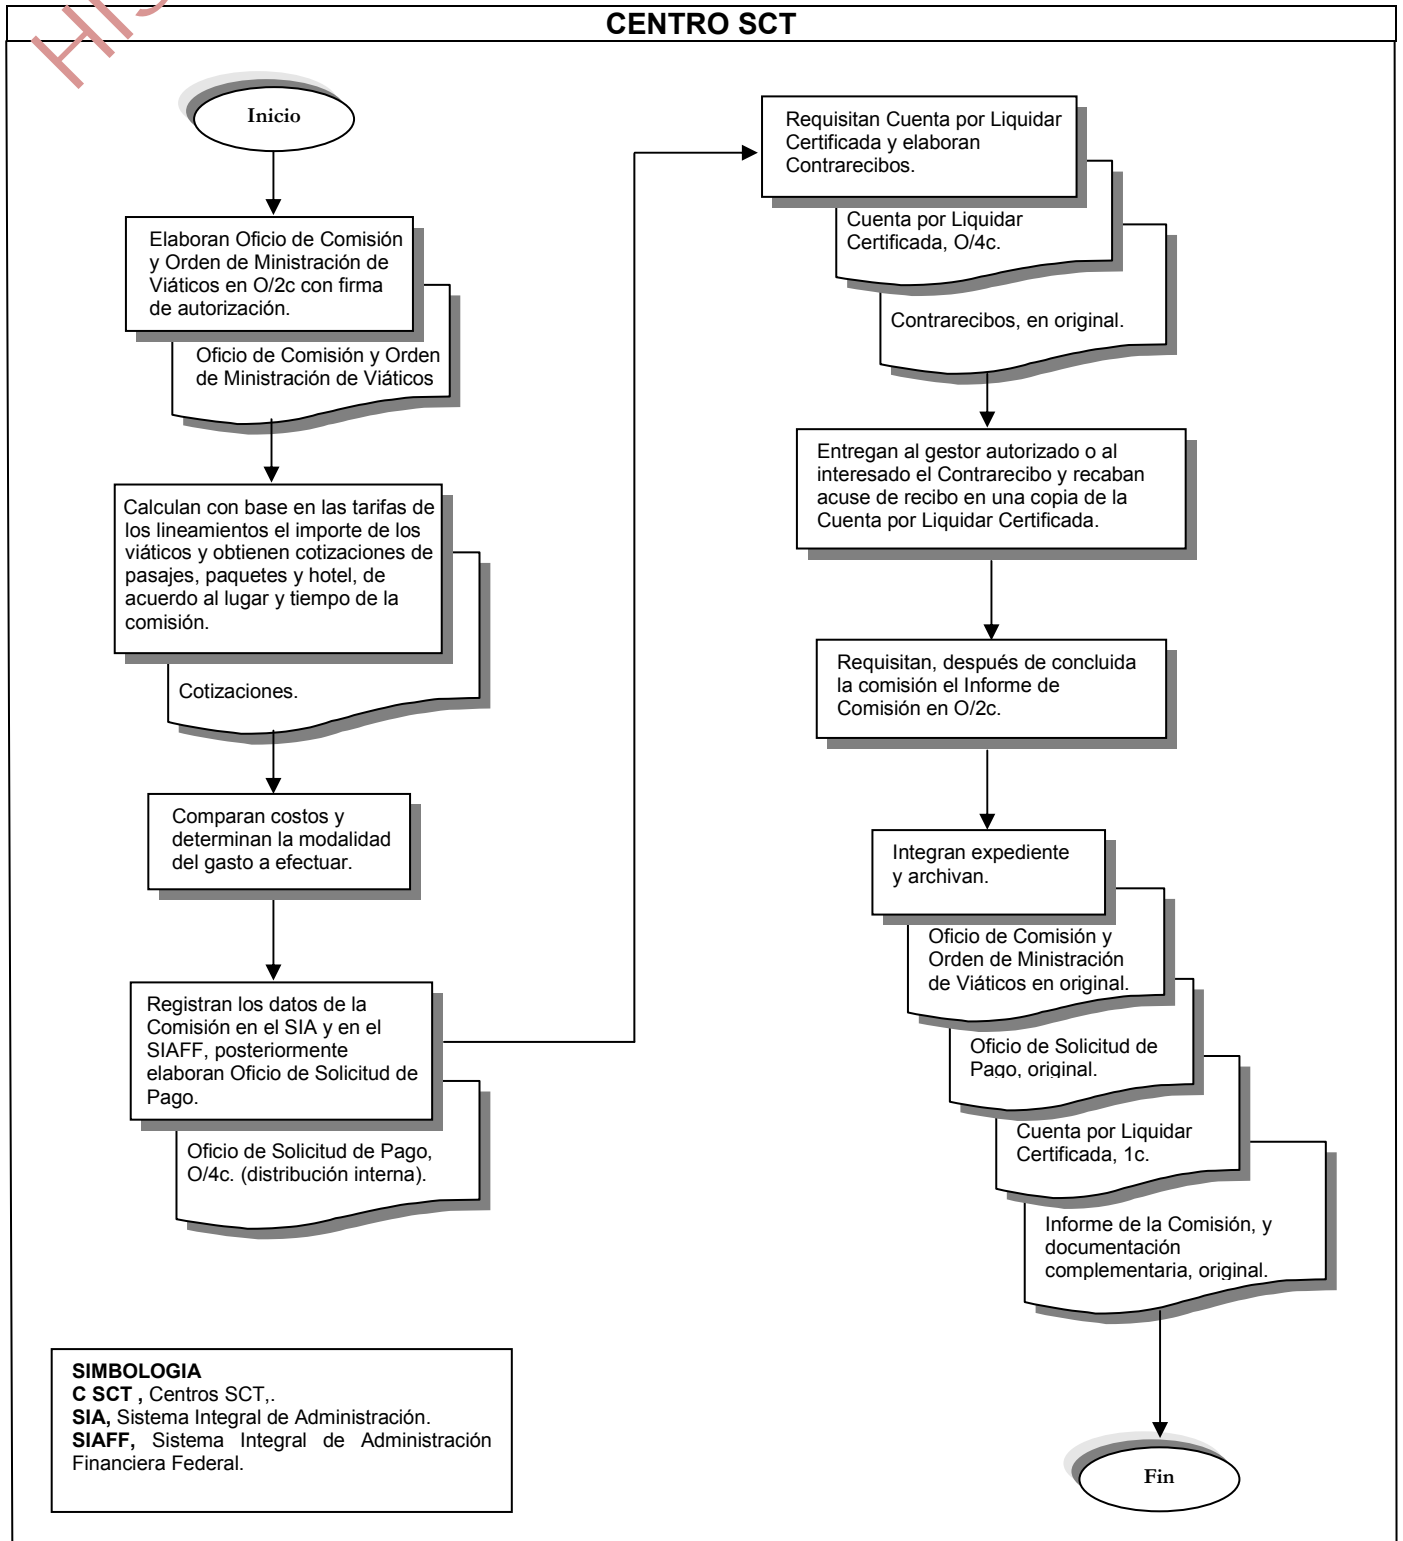 CENTRO SCT
HIS
Inicio
Elaboran Oficio de Comisión
y Orden de Ministración de
Viáticos en O/2c con firma
de autorización.
Oficio de Comisión y Orden
de Ministración de Viáticos
Calculan con base en las tarifas de
los lineamientos el importe de los
viáticos y obtienen cotizaciones de
pasajes, paquetes y hotel, de
acuerdo al lugar y tiempo de la
comisión.
Cotizaciones.
Comparan costos y
determinan la modalidad
del gasto a efectuar.
Registran los datos de la
Comisión en el SIA y en el
SIAFF, posteriormente
elaboran Oficio de Solicitud de
Pago.
Oficio de Solicitud de Pago,
O/4c. (distribución interna).
Requisitan Cuenta por Liquidar
Certificada y elaboran
Contrarecibos.
Cuenta por Liquidar
Certificada, O/4c.
Contrarecibos, en original.
Entregan al gestor autorizado o al
interesado el Contrarecibo y recaban
acuse de recibo en una copia de la
Cuenta por Liquidar Certificada.
Requisitan, después de concluida
la comisión el Informe de
Comisión en O/2c.
Integran expediente
y archivan.
Oficio de Comisión y
Orden de Ministración
de Viáticos en original.
Oficio de Solicitud de
Pago, original.
Cuenta por Liquidar
Certificada, 1c.
Informe de la Comisión, y
documentación
complementaria, original.
Fin
SIMBOLOGIA
C SCT , Centros SCT,.
SIA, Sistema Integral de Administración.
SIAFF, Sistema Integral de Administración
Financiera Federal.